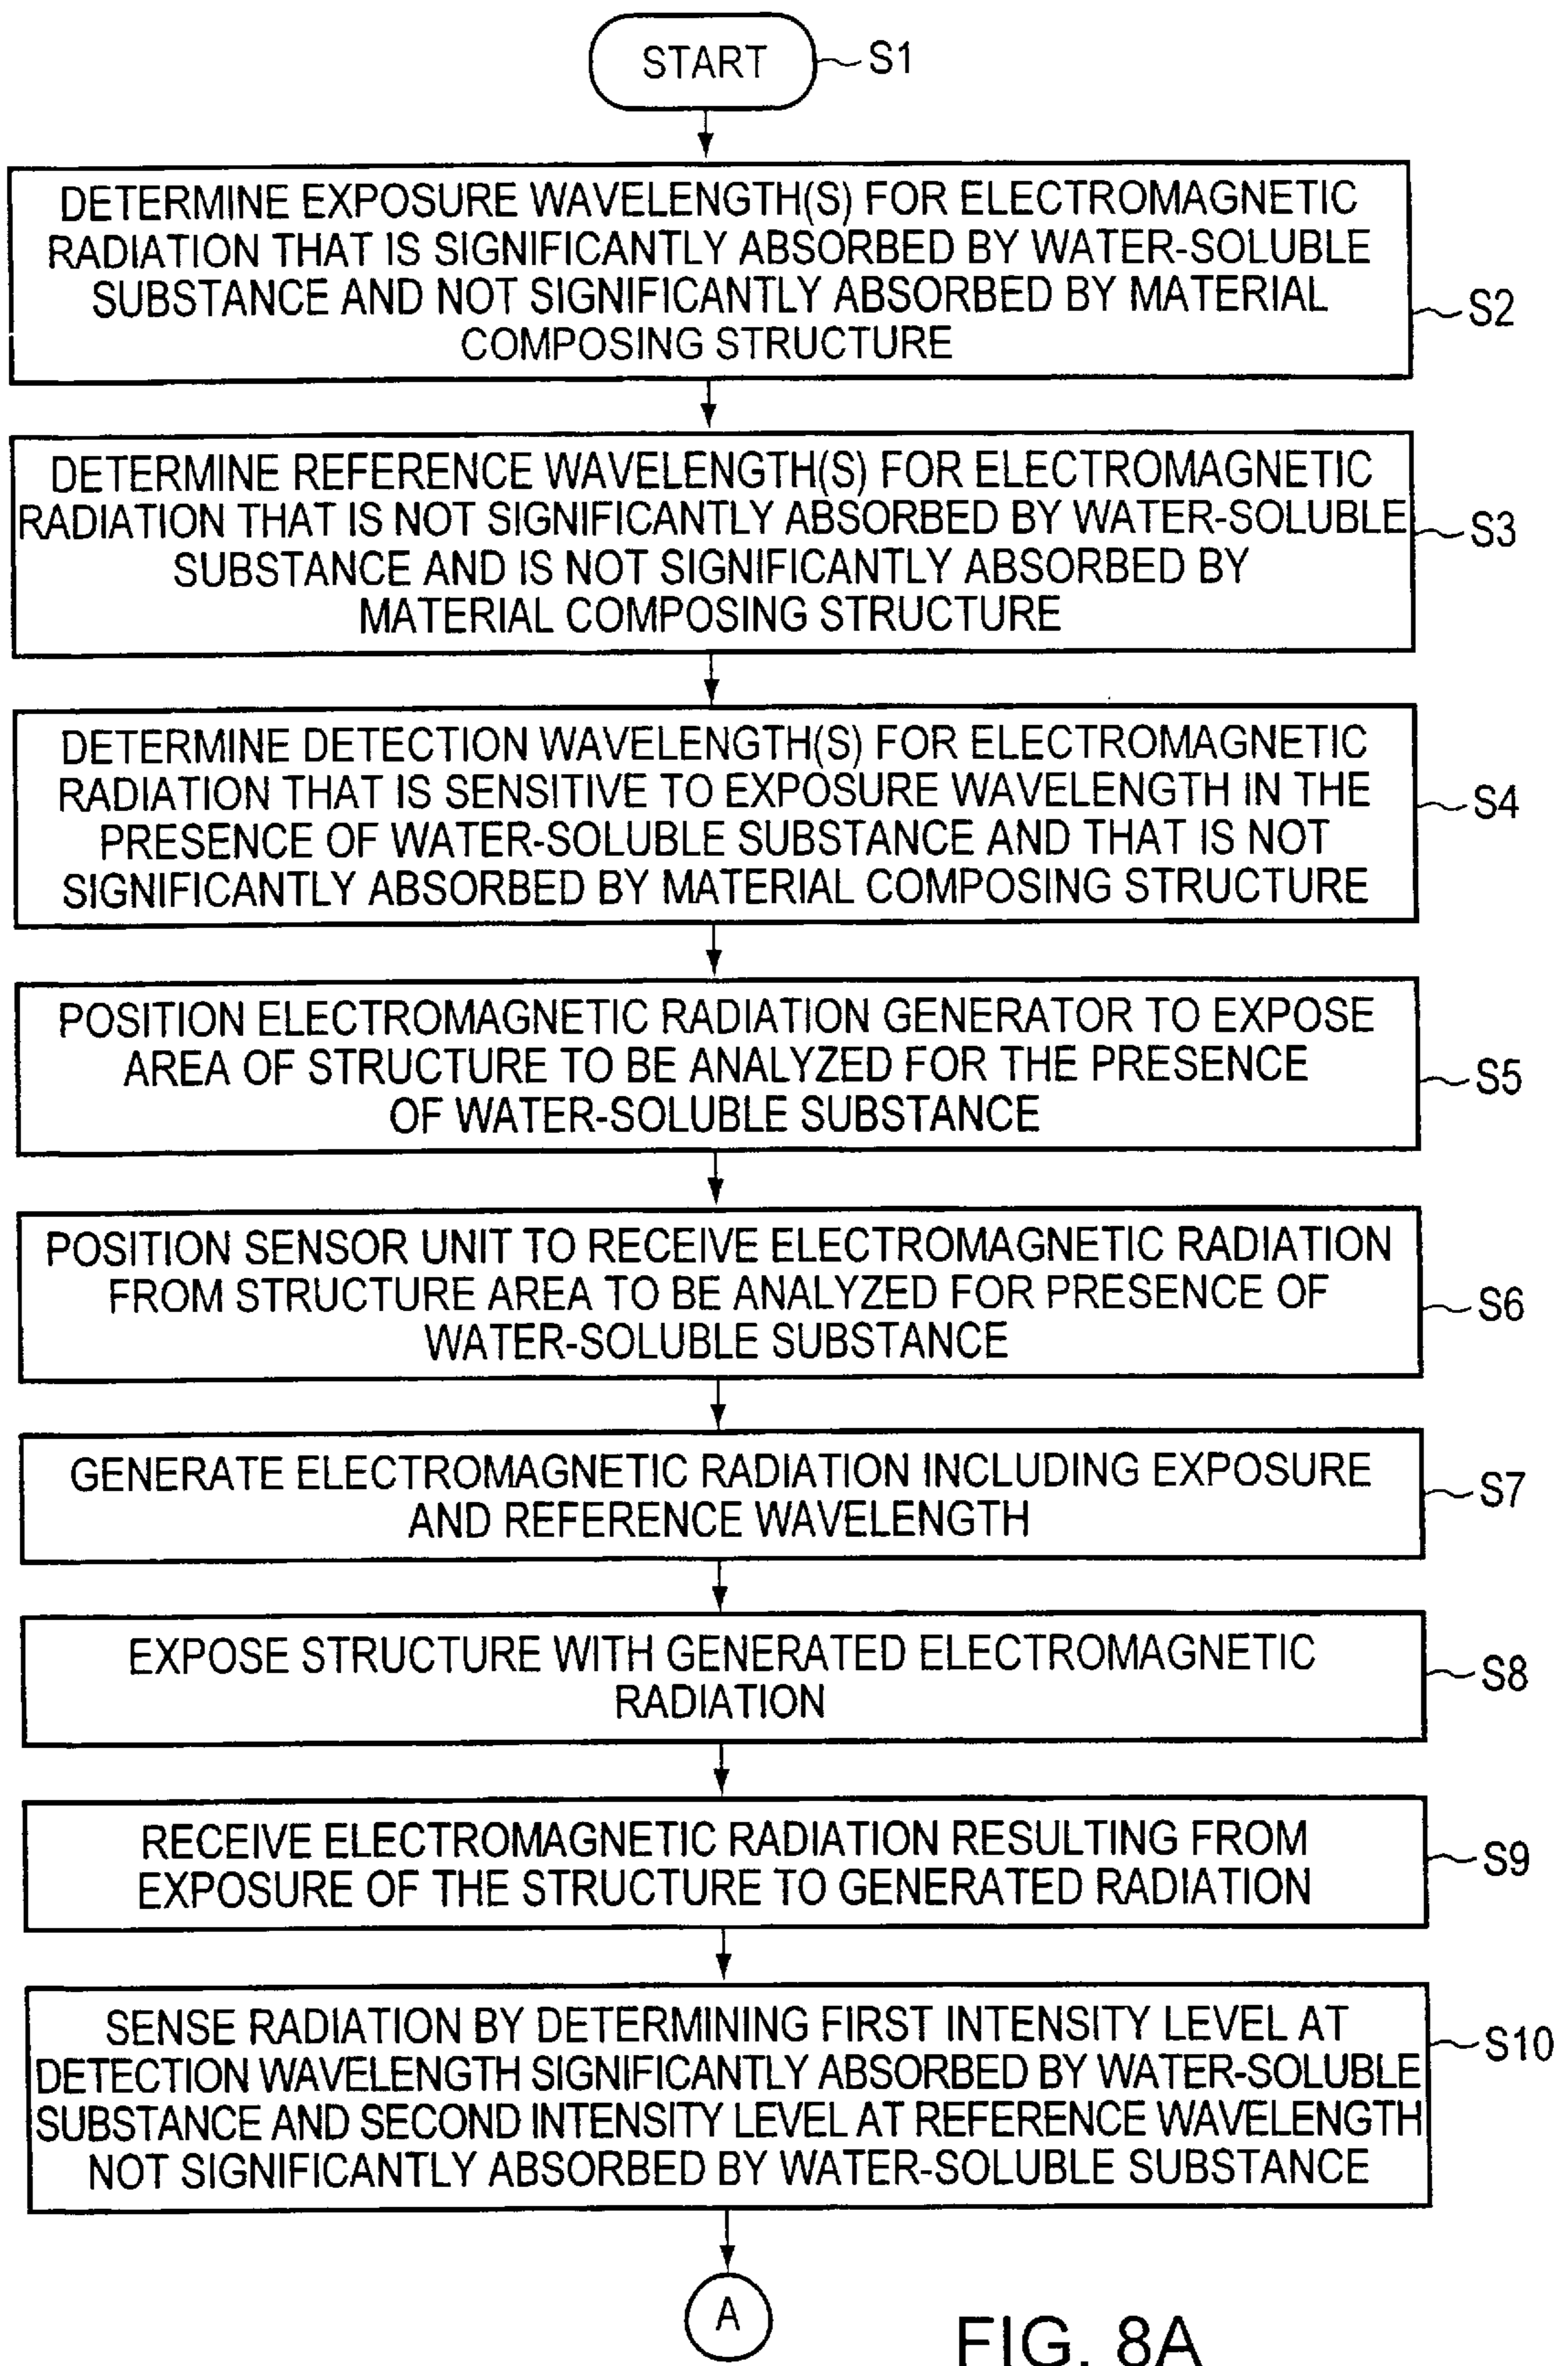 START
S1
DETERMINE EXPOSURE WAVELENGTH(S) FOR ELECTROMAGNETIC
RADIATION THAT IS SIGNIFICANTLY ABSORBED BY WATER-SOLUBLE
SUBSTANCE AND NOT SIGNIFICANTLY ABSORBED BY MATERIAL
COMPOSING STRUCTURE
S2
DETERMINE REFERENCE WAVELENGTH(S) FOR ELECTROMAGNETIC
RADIATION THAT IS NOT SIGNIFICANTLY ABSORBED BY WATER-SOLUBLE
SUBSTANCE AND IS NOT SIGNIFICANTLY ABSORBED BY
MATERIAL COMPOSING STRUCTURE
S3
DETERMINE DETECTION WAVELENGTH(S) FOR ELECTROMAGNETIC
RADIATION THAT IS SENSITIVE TO EXPOSURE WAVELENGTH IN THE
PRESENCE OF WATER-SOLUBLE SUBSTANCE AND THAT IS NOT
SIGNIFICANTLY ABSORBED BY MATERIAL COMPOSING STRUCTURE
S4
POSITION ELECTROMAGNETIC RADIATION GENERATOR TO EXPOSE
AREA OF STRUCTURE TO BE ANALYZED FOR THE PRESENCE
OF WATER-SOLUBLE SUBSTANCE
S5
POSITION SENSOR UNIT TO RECEIVE ELECTROMAGNETIC RADIATION
FROM STRUCTURE AREA TO BE ANALYZED FOR PRESENCE OF
WATER-SOLUBLE SUBSTANCE
S6
GENERATE ELECTROMAGNETIC RADIATION INCLUDING EXPOSURE
AND REFERENCE WAVELENGTH
S7
EXPOSE STRUCTURE WITH GENERATED ELECTROMAGNETIC
RADIATION
S8
RECEIVE ELECTROMAGNETIC RADIATION RESULTING FROM
EXPOSURE OF THE STRUCTURE TO GENERATED RADIATION
S9
SENSE RADIATION BY DETERMINING FIRST INTENSITY LEVEL AT
DETECTION WAVELENGTH SIGNIFICANTLY ABSORBED BY WATER-SOLUBLE
SUBSTANCE AND SECOND INTENSITY LEVEL AT REFERENCE WAVELENGTH
NOT SIGNIFICANTLY ABSORBED BY WATER-SOLUBLE SUBSTANCE
S10
A
FIG. 8A